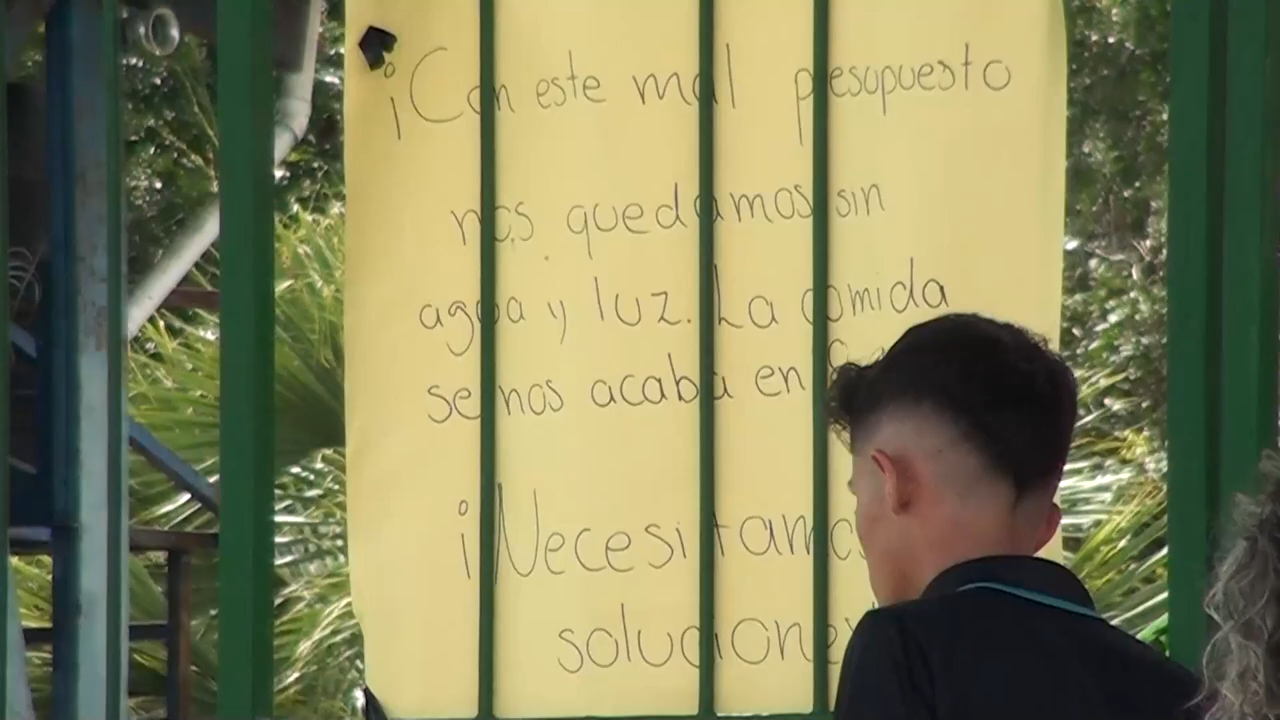 ¡Con este mal presupuesto
nos quedamos sin
agua y luz. La comida
se nos acaba en
¡Necesitamos
soluciones